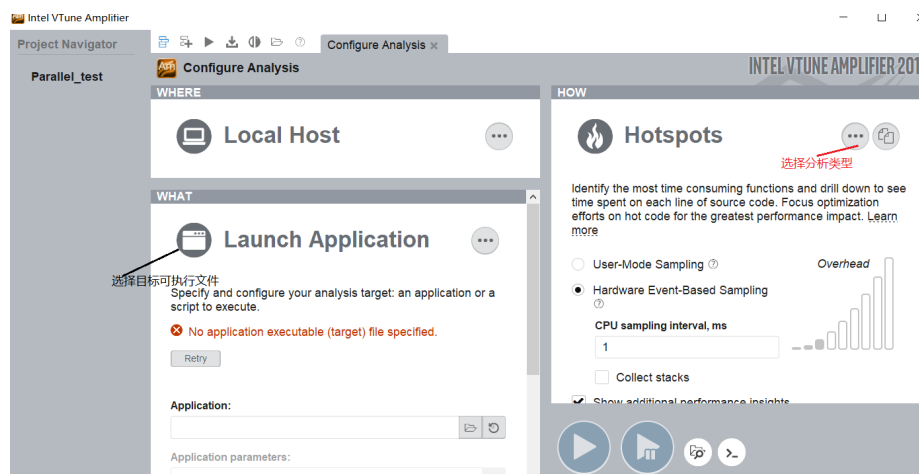 Intel VTune Amplifier
Project Navigator
Parallel_test
Configure Analysis ×
Configure Analysis
INTEL VTUNE AMPLIFIER 201
WHERE
Local Host
WHAT
Launch Application
选择目标可执行文件
Specify and configure your analysis target: an application or a
script to execute.
No application executable (target) file specified.
Retry
Application:
Application parameters:
HOW
Hotspots
选择分析类型
Identify the most time consuming functions and drill down to see
time spent on each line of source code. Focus optimization
efforts on hot code for the greatest performance impact. Learn
more
User-Mode Sampling ?
Overhead
Hardware Event-Based Sampling
?
CPU sampling interval, ms
1
Collect stacks
Show additional performance insights